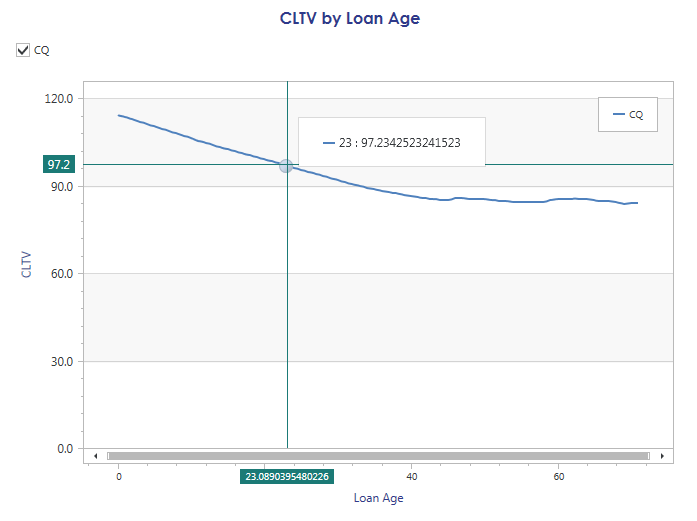 CLTV by Loan Age
CQ
120.0
CQ
23 : 97.2342523241523
97.2
90.0
CLTV
60.0
30.0
0.0
0
23.0890395480226
40
60
Loan Age